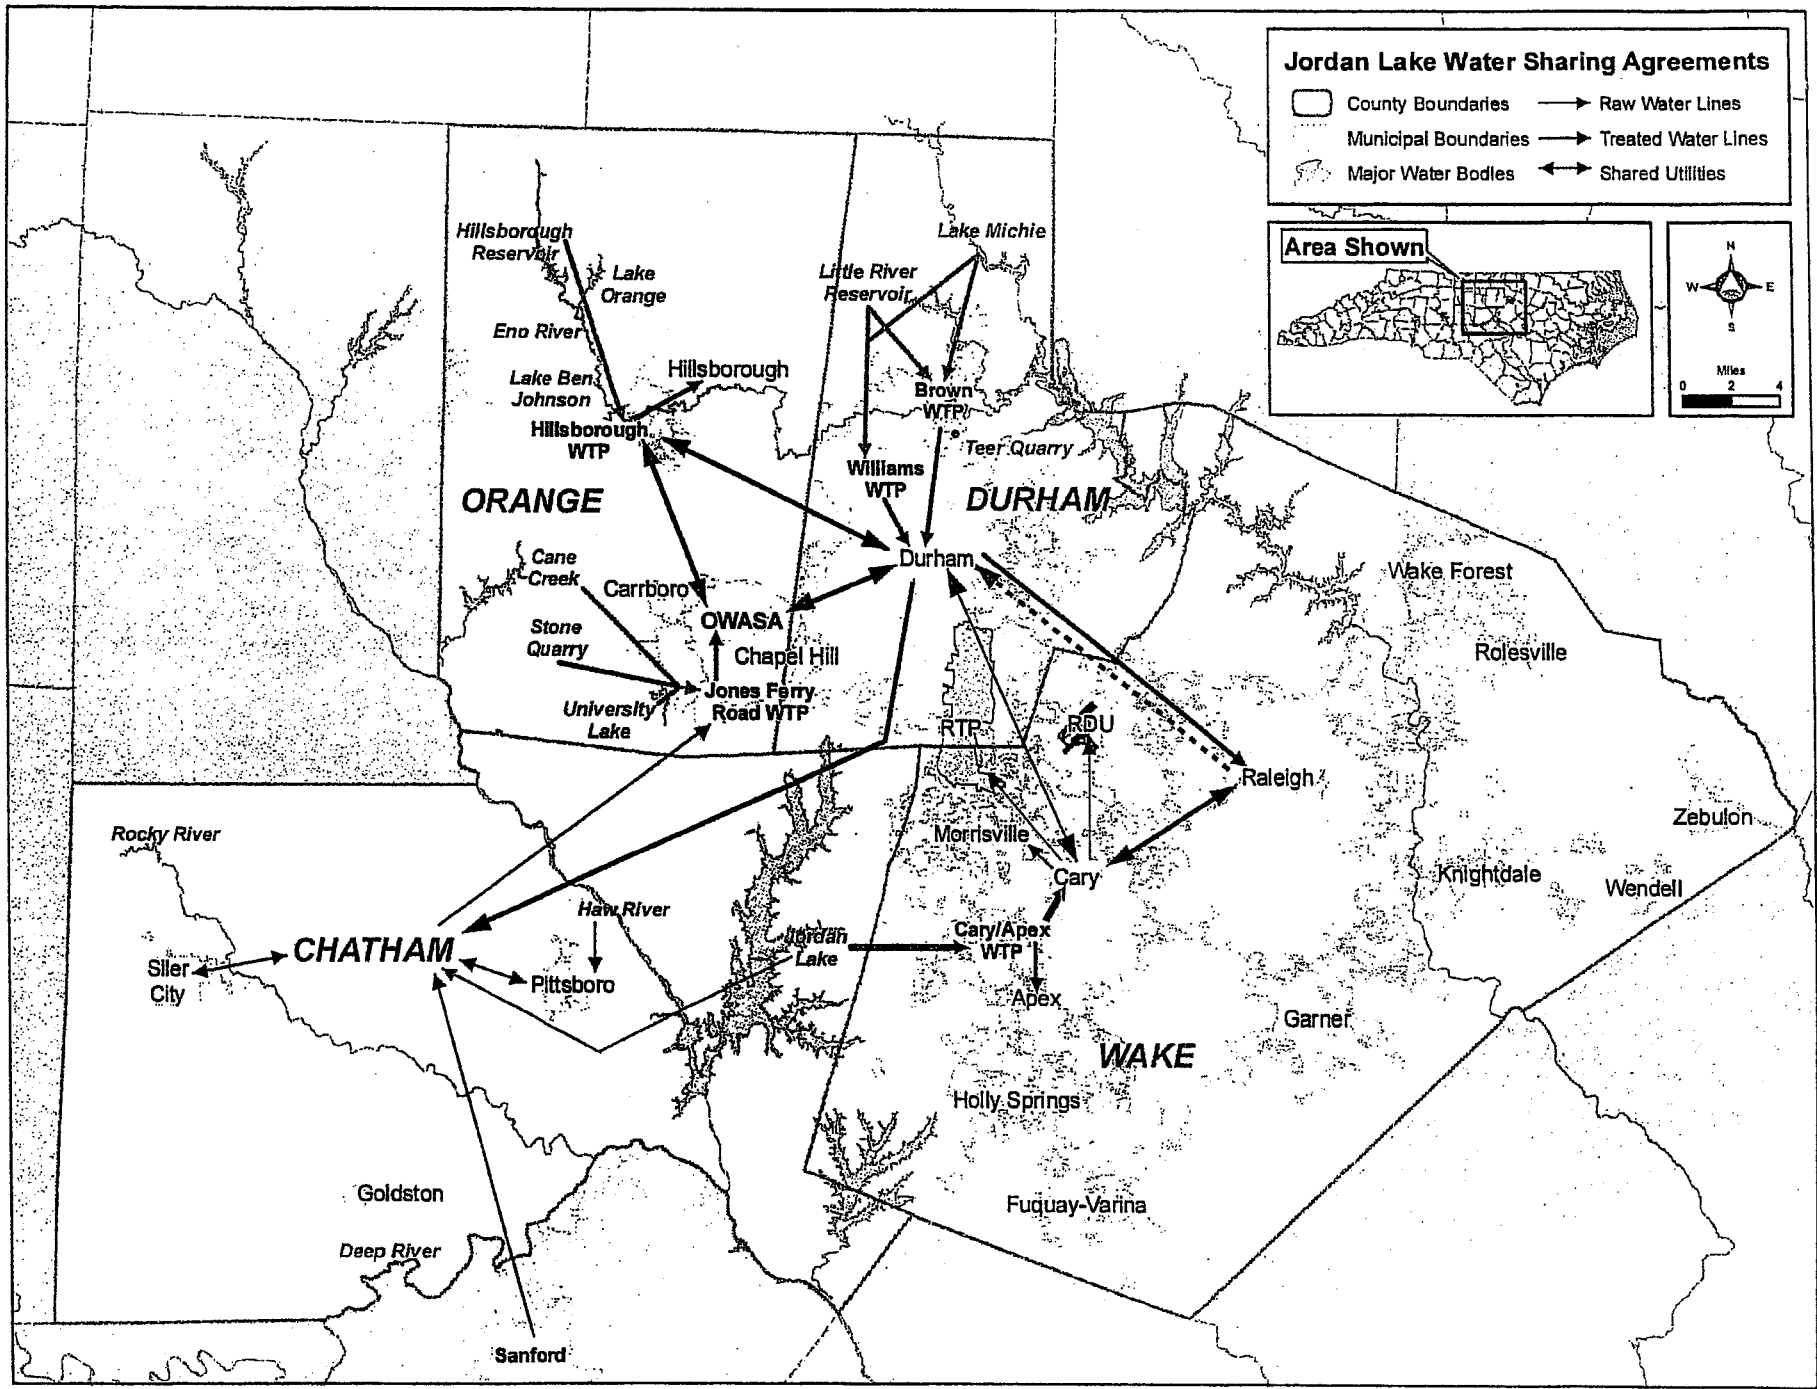 Jordan Lake Water Sharing Agreements
County Boundaries
Raw Water Lines
Municipal Boundaries
Treated Water Lines
Major Water Bodies
Shared Utilities
Area Shown
N
W
E
S
Miles
0 2 4
Hillsborough
Reservoir
Lake
Orange
Eno River
Lake Ben
Johnson
Hillsborough
Hillsborough
WTP
Lake Michie
Little River
Reservoir
Brown
WTP
Teer Quarry
Williams
WTP
ORANGE
DURHAM
Durham
Cane
Creek
Carrboro
OWASA
Stone
Quarry
Chapel Hill
Jones Ferry
Road WTP
University
Lake
Wake Forest
Rolesville
RTP
RDU
Raleigh
Zebulon
Rocky River
Morrisville
Cary
Knightdale
Wendell
Haw River
Cary/Apex
WTP
Jordan
Lake
CHATHAM
Siler
City
Pittsboro
Apex
Garner
WAKE
Holly Springs
Goldston
Fuquay-Varina
Deep River
Sanford